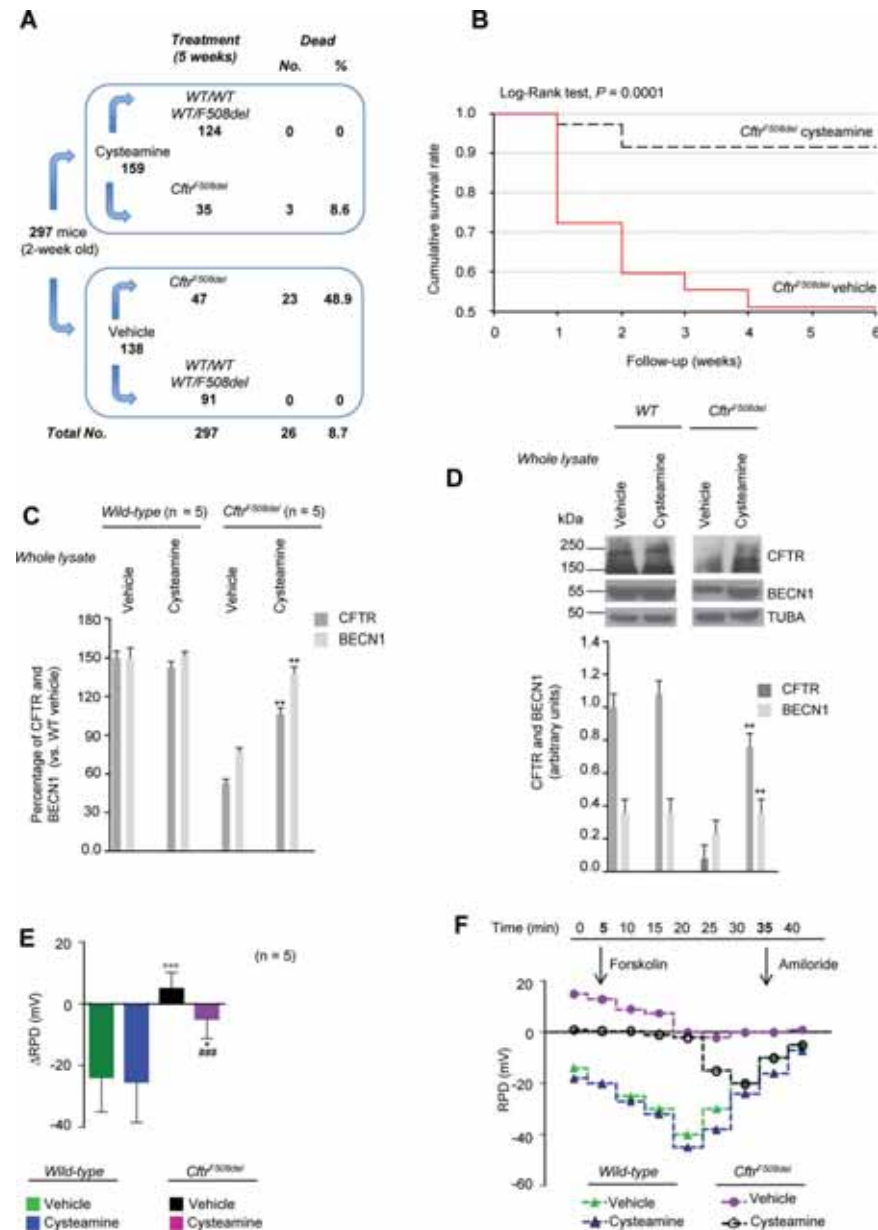 A
Treatment Dead
(5 weeks) No. %
WT/WT
WT/F508del
124 0 0
Cysteamine
159
Cftr^F508del
35 3 8.6
297 mice
(2-week old)
Cftr^F508del
47 23 48.9
Vehicle
138
WT/WT
WT/F508del
91 0 0
Total No. 297 26 8.7
B
Log-Rank test, P = 0.0001
1.0
0.9
0.8
0.7
0.6
0.5
Cumulative survival rate
Cftr^F508del cysteamine
Cftr^F508del vehicle
0 1 2 3 4 5 6
Follow-up (weeks)
C
Wild-type (n = 5) Cftr^F508del (n = 5)
Whole lysate
Vehicle Cysteamine Vehicle Cysteamine
CFTR
BECN1
Percentage of CFTR and
BECN1 (vs. WT vehicle)
180
150
120
90
60
30
0.0
**
**
D
WT Cftr^F508del
Whole lysate
Vehicle Cysteamine Vehicle Cysteamine
kDa
250
150
CFTR
55
BECN1
50
TUBA
CFTR and BECN1
(arbitrary units)
1.4
1.2
1.0
0.8
0.6
0.4
0.2
0.0
CFTR
BECN1
**
**
E
(n = 5)
ΔRPD (mV)
20
0
-20
-40
***
*
###
Wild-type Cftr^F508del
Vehicle Vehicle
Cysteamine Cysteamine
F
Time (min) 0 5 10 15 20 25 30 35 40
Forskolin Amiloride
RPD (mV)
20
0
-20
-40
-60
Wild-type Cftr^F508del
Vehicle Vehicle
Cysteamine Cysteamine